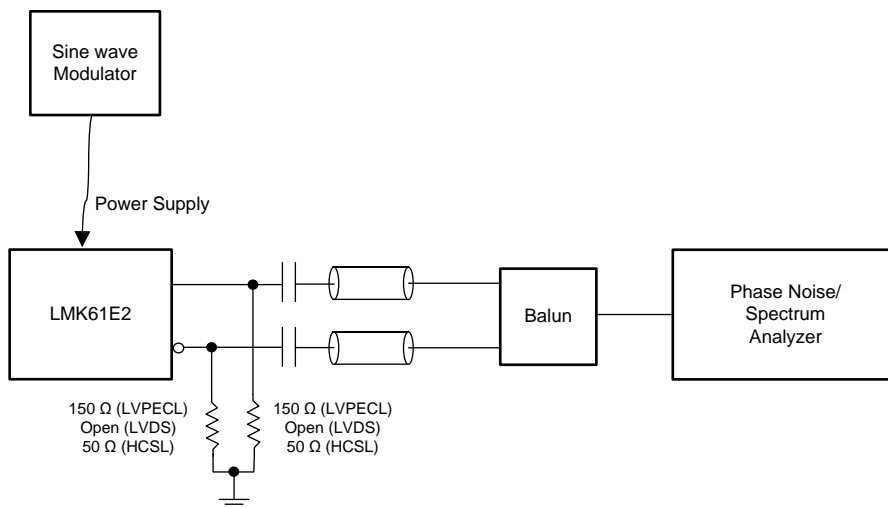 Sine wave
Modulator
Power Supply
LMK61E2
Balun
Phase Noise/
Spectrum
Analyzer
150 Ω (LVPECL)
Open (LVDS)
50 Ω (HCSL)
150 Ω (LVPECL)
Open (LVDS)
50 Ω (HCSL)